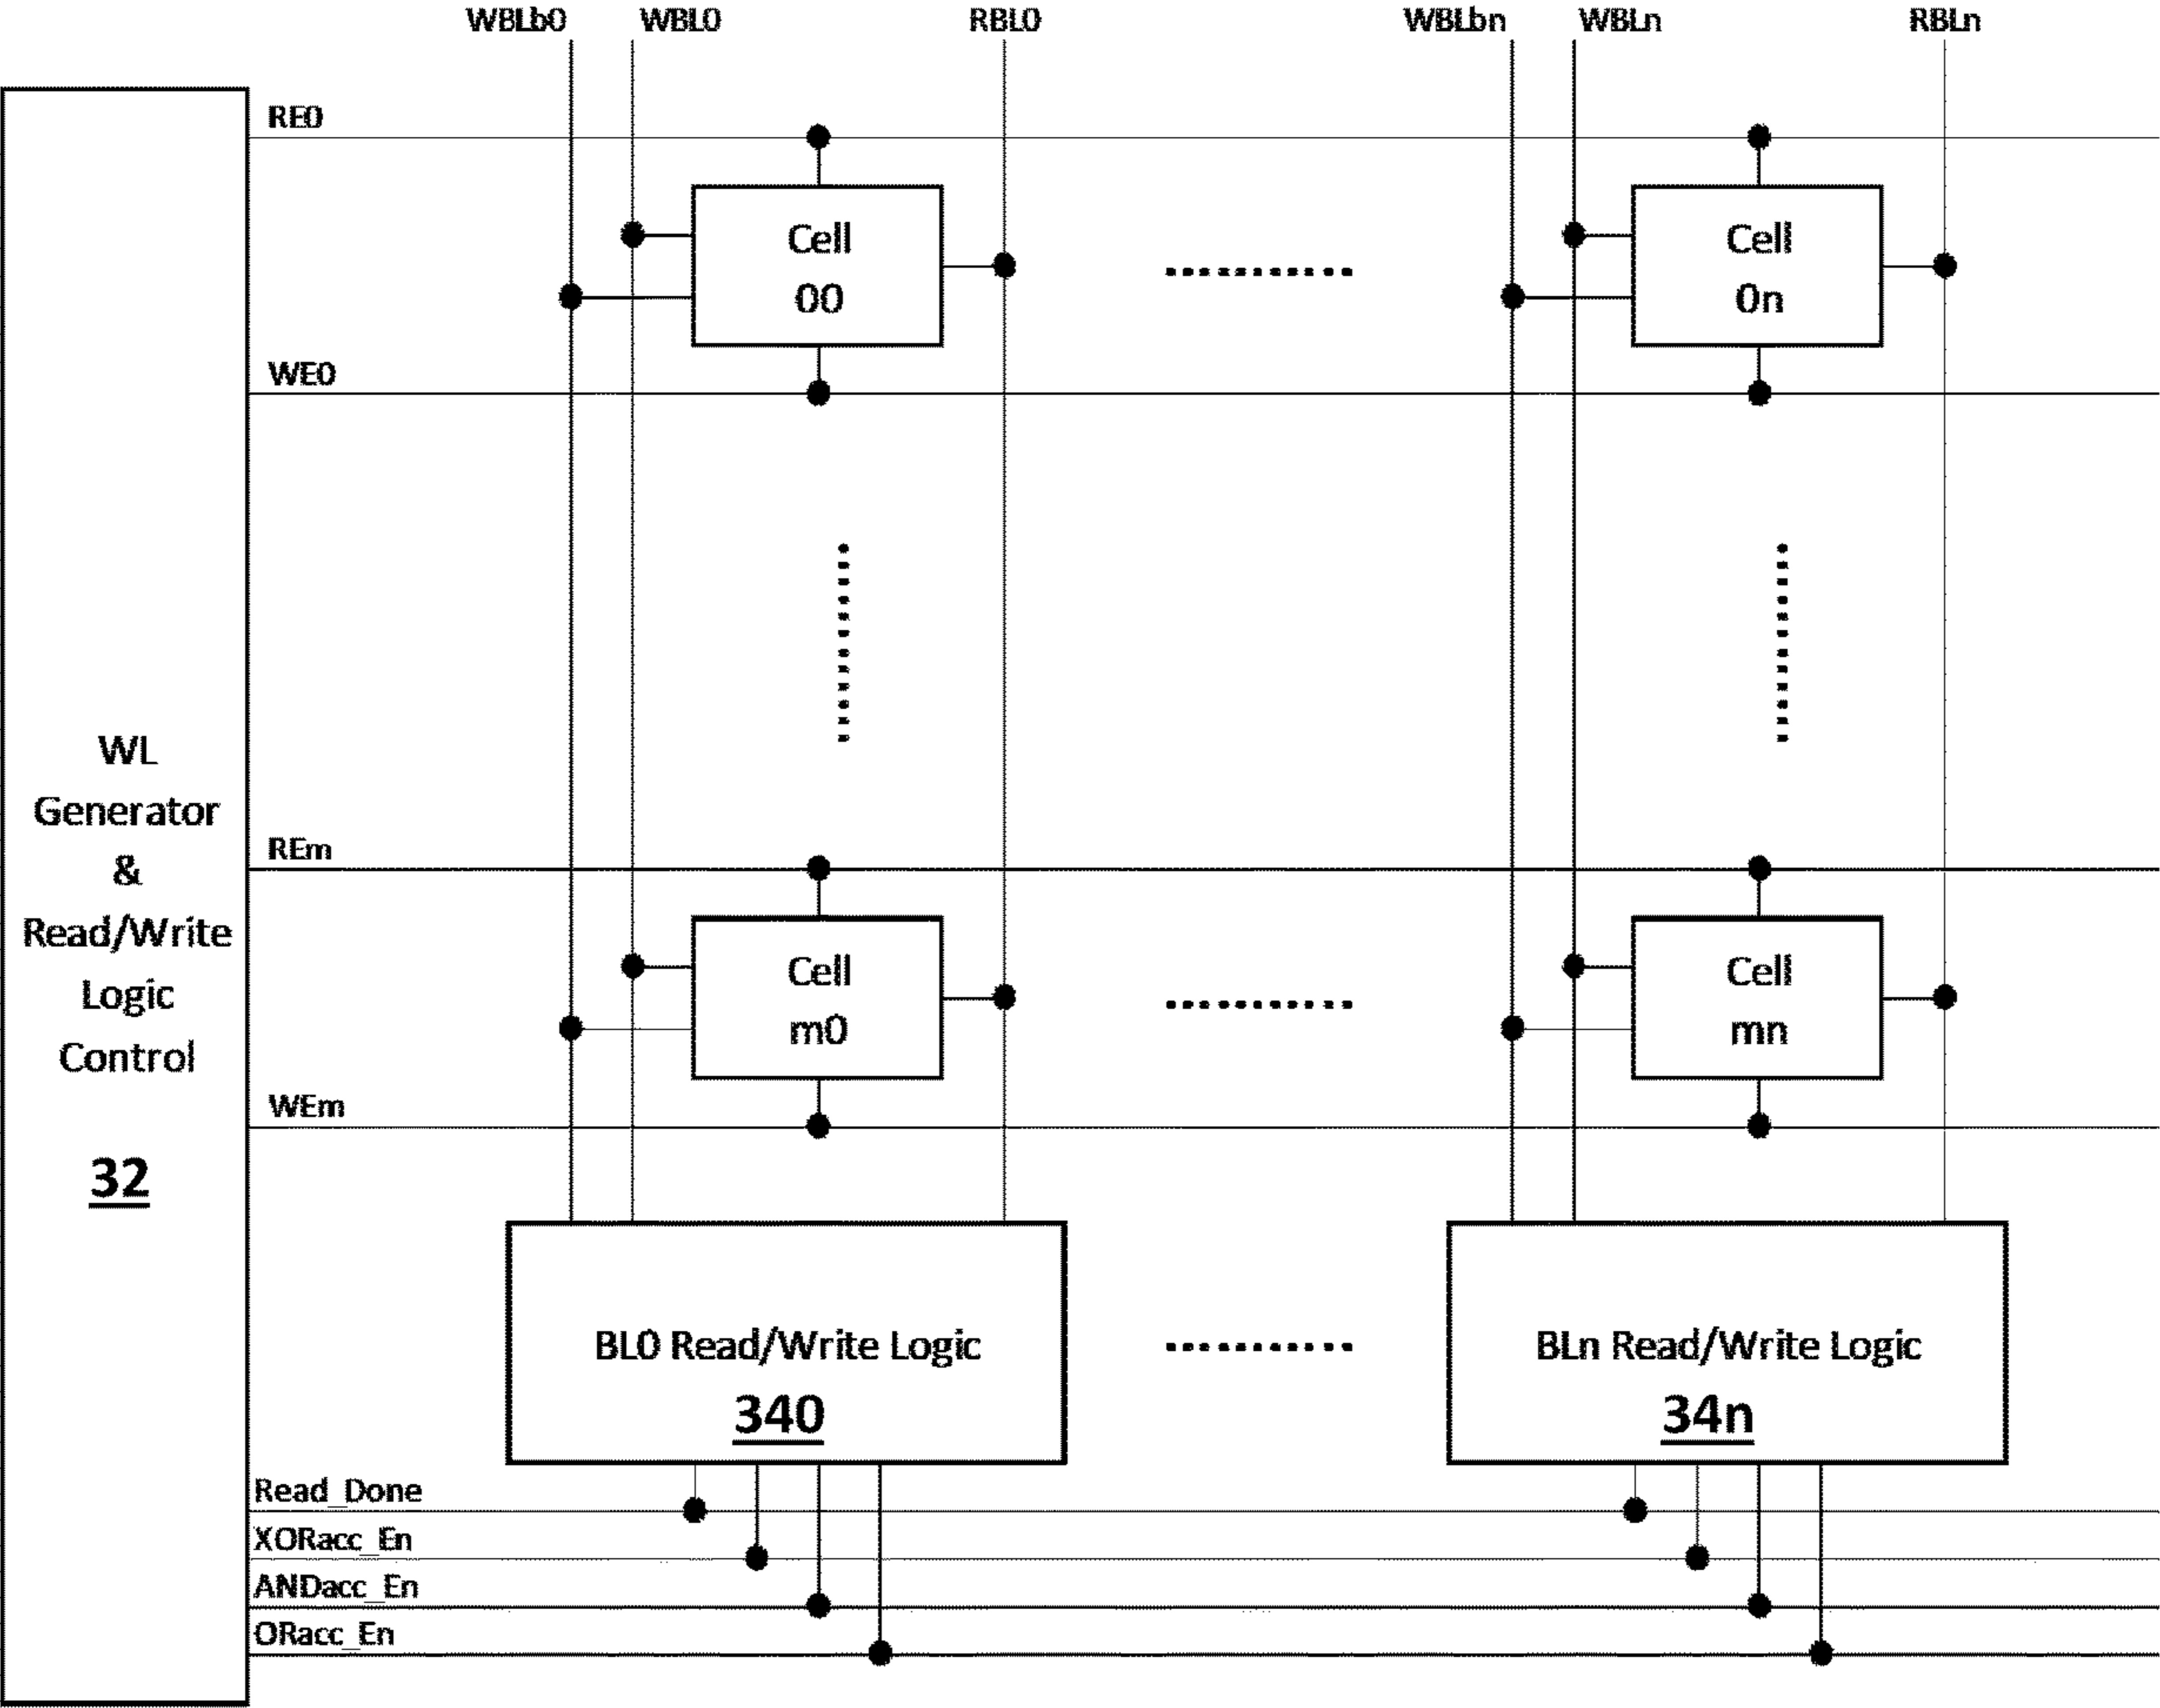 WBLb0 WBL0 RBL0 WBLbn WBLn RBLn
RE0
Cell
00
Cell
0n
WE0
WL
Generator
&
Read/Write
Logic
Control
32
REm
Cell
m0
Cell
mn
WEm
BL0 Read/Write Logic
340
BLn Read/Write Logic
34n
Read_Done
XORacc_En
ANDacc_En
ORacc_En